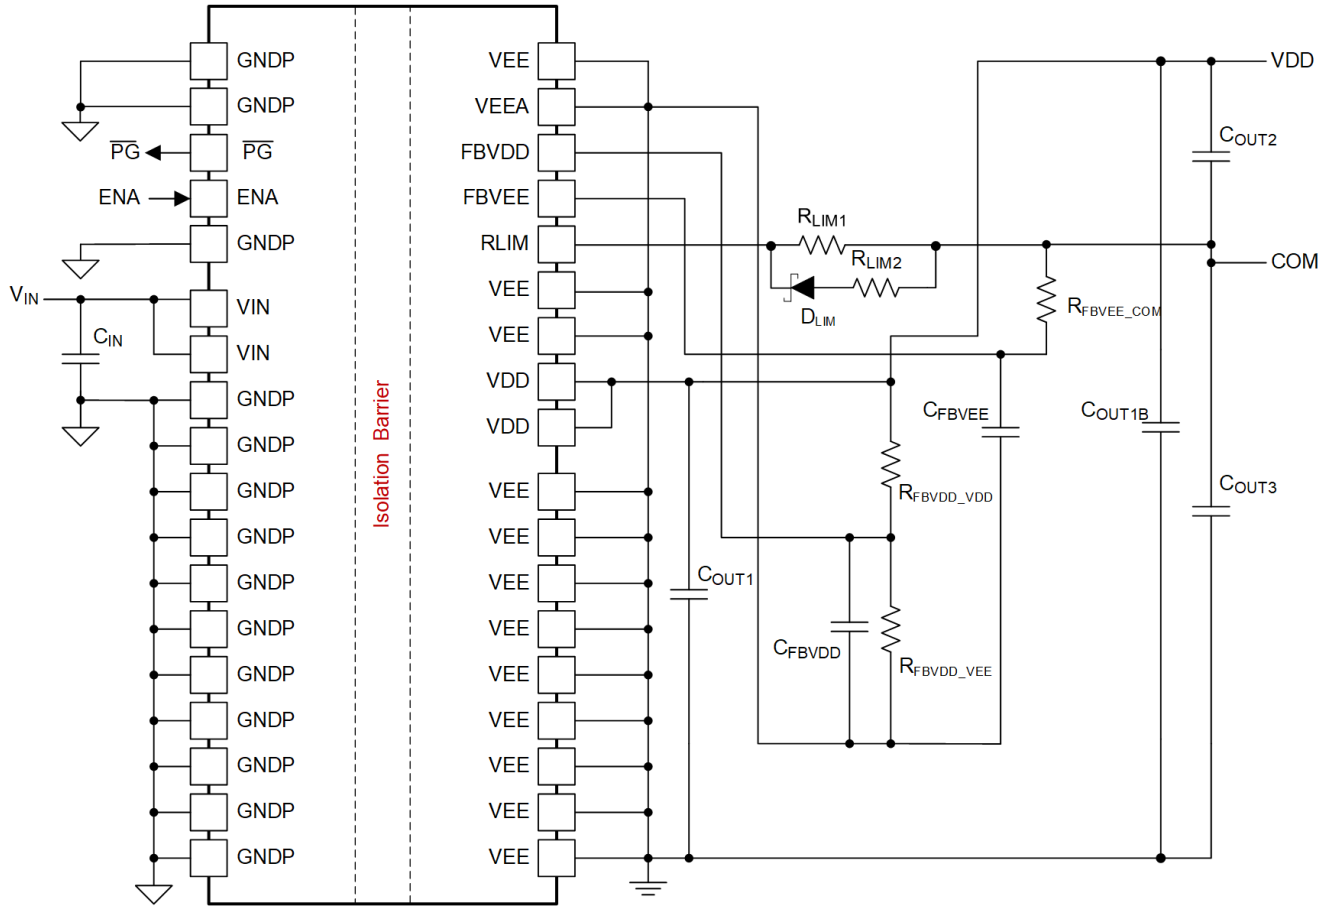 GNDP
VEE
GNDP
VEEA
PG
PG
FBVDD
ENA
ENA
FBVEE
GNDP
RLIM
VIN
VIN
VEE
CIN
VIN
VEE
GNDP
VDD
GNDP
VDD
GNDP
VEE
GNDP
VEE
GNDP
VEE
GNDP
VEE
GNDP
VEE
GNDP
VEE
GNDP
VEE
GNDP
VEE
GNDP
VEE
Isolation Barrier
VDD
COUT2
RLIM1
RLIM2
DLIM
COM
RFBVEE_COM
CFBVEE
COUT1B
RFBVDD_VDD
COUT3
COUT1
CFBVDD
RFBVDD_VEE